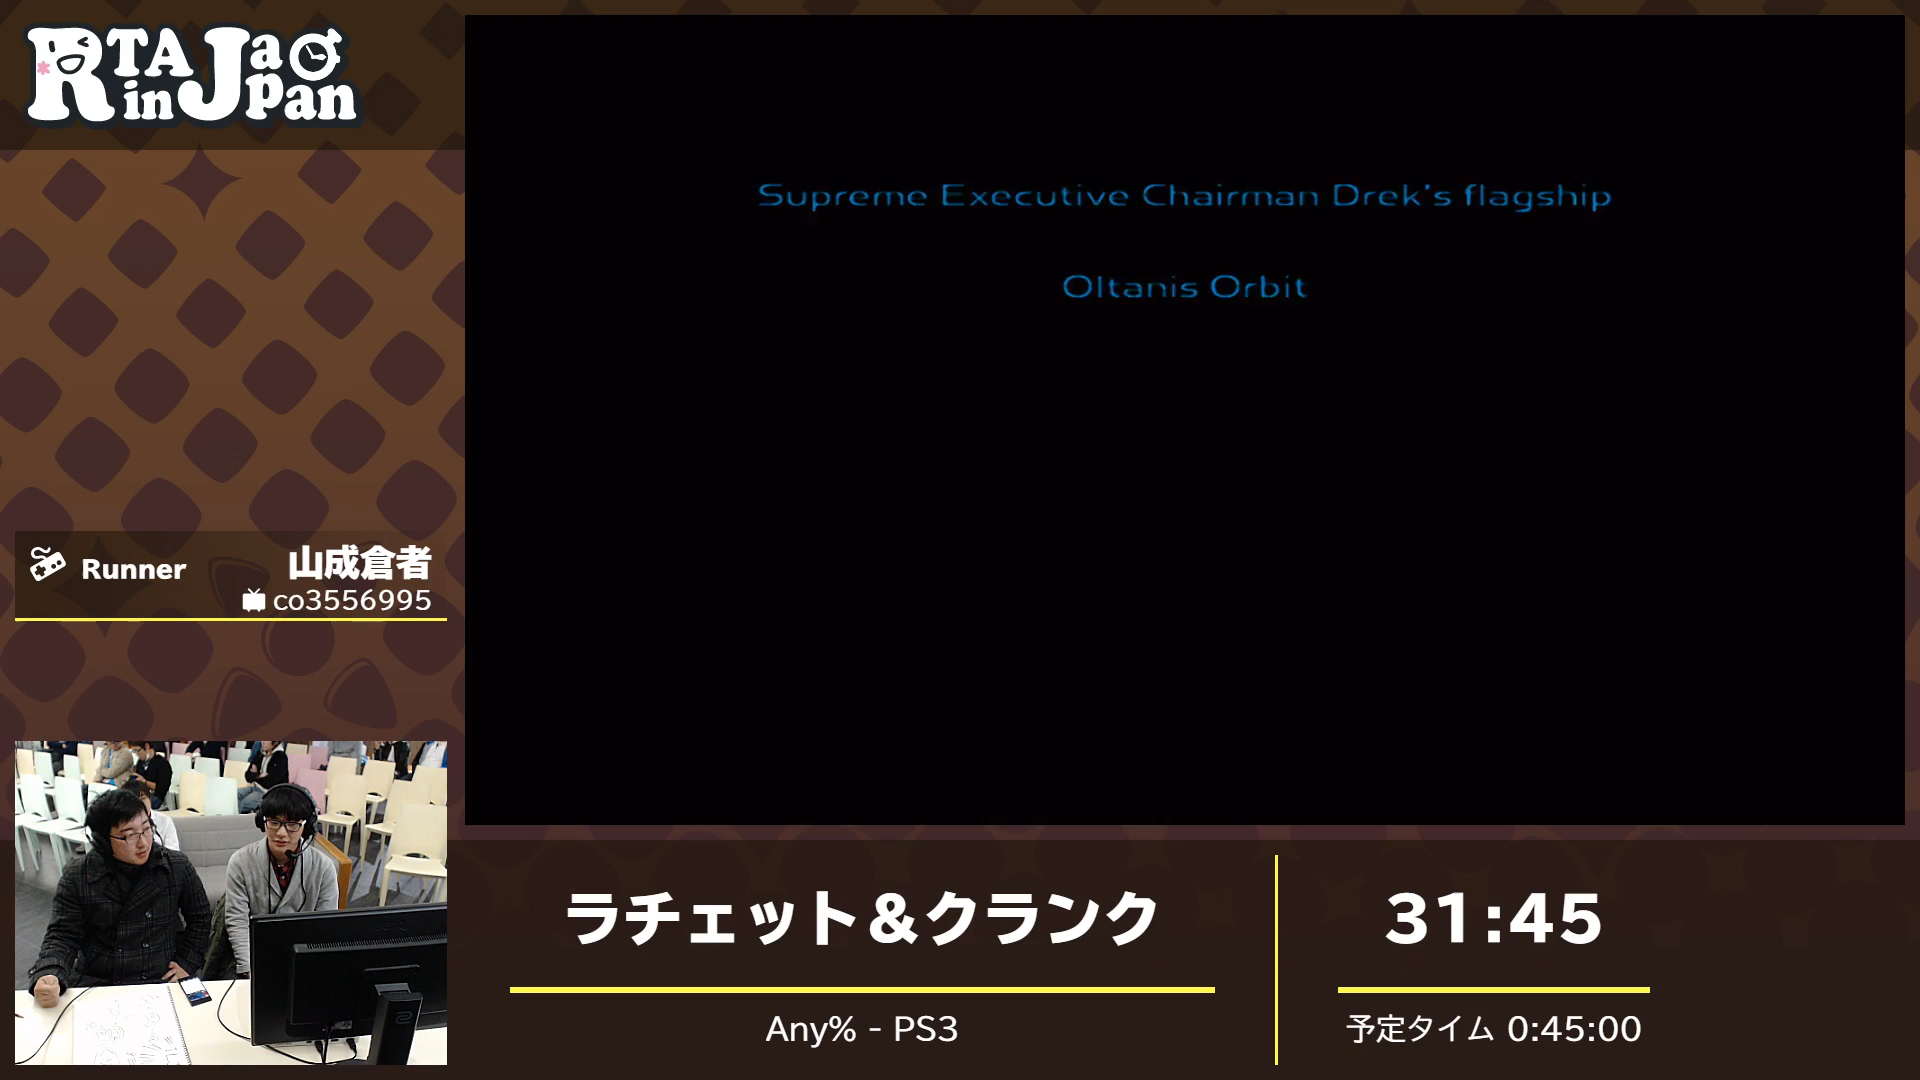 RTA in Japan
Supreme Executive Chairman Drek's flagship
Oltanis Orbit
Runner
山成倉者
co3556995
ラチェット＆クランク
31:45
Any% - PS3
予定タイム 0:45:00